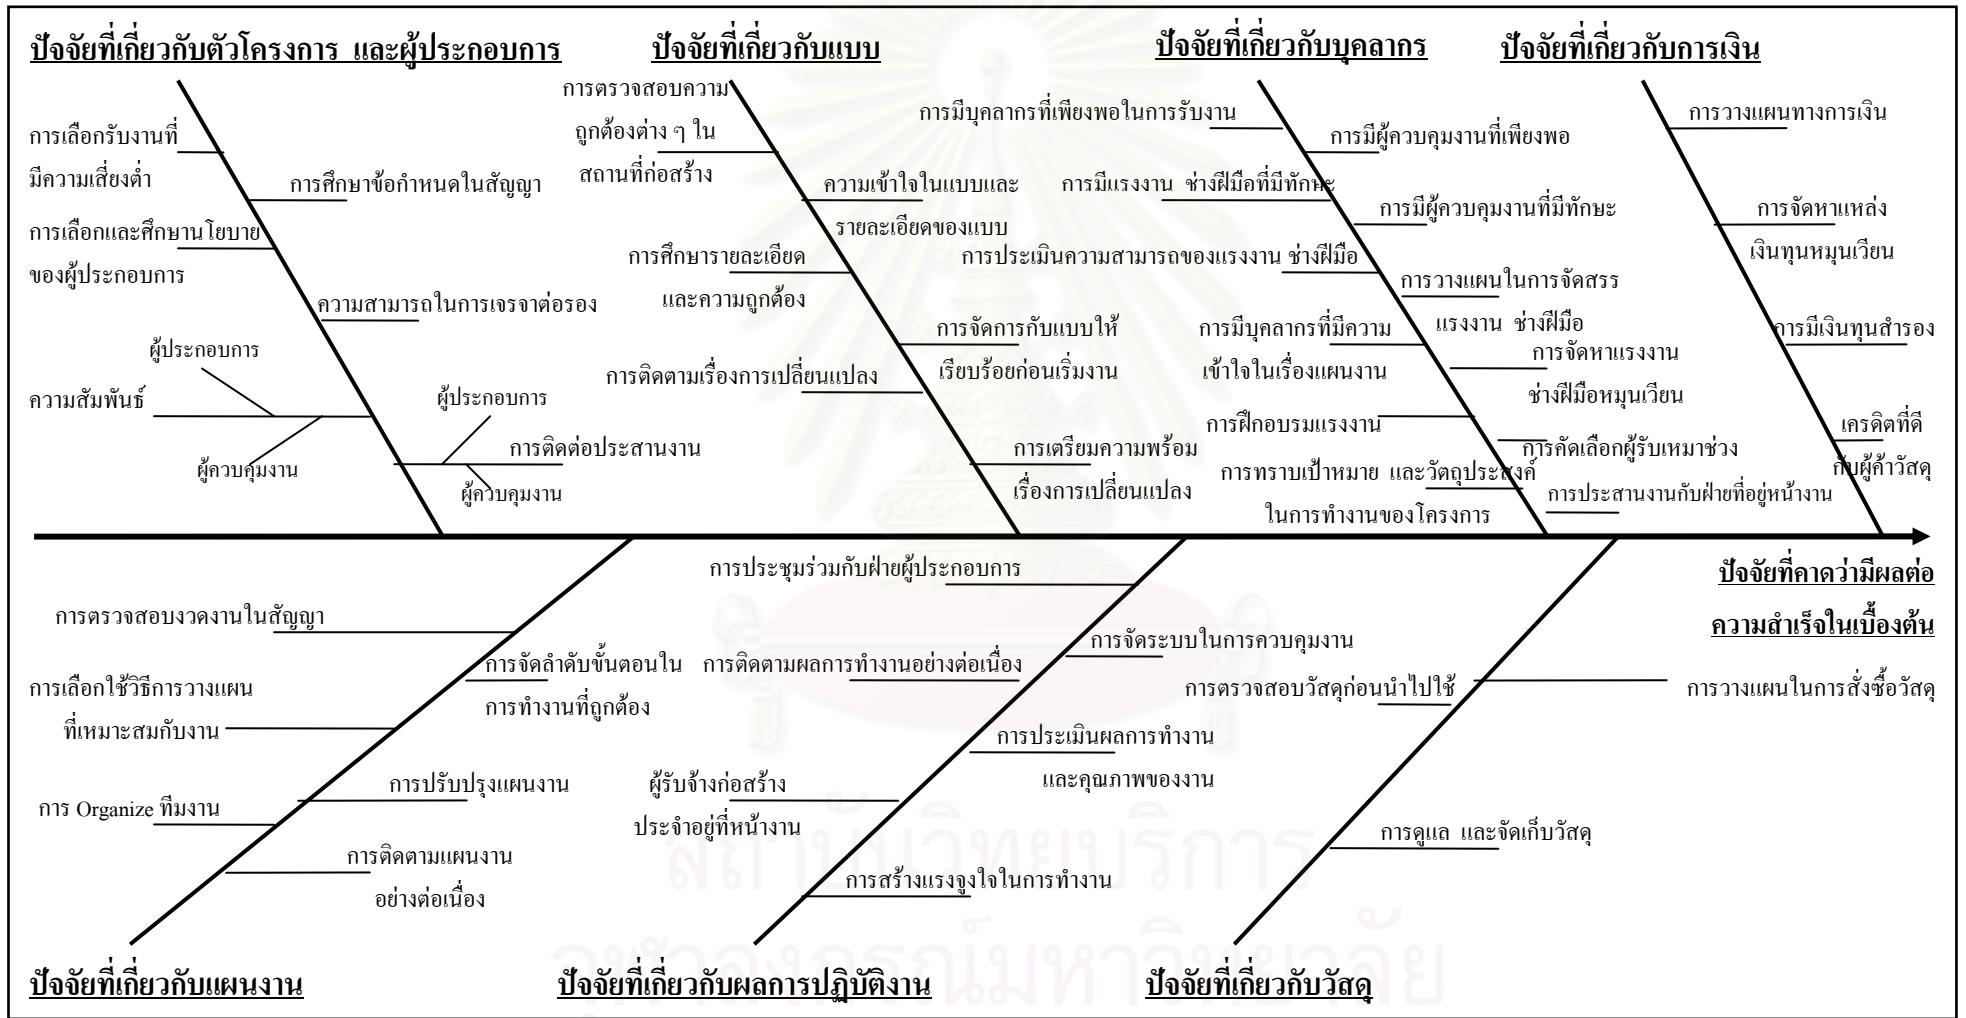 ปัจจัยที่เกี่ยวกับตัวโครงการ และผู้ประกอบการ
การเลือกรับงานที่
มีความเสี่ยงต่ำ
การศึกษาข้อกำหนดในสัญญา
การเลือกและศึกษานโยบาย
ของผู้ประกอบการ
ความสามารถในการเจรจาต่อรอง
ผู้ประกอบการ
ความสัมพันธ์
ผู้ควบคุมงาน
ผู้ประกอบการ
การติดต่อประสานงาน
ผู้ควบคุมงาน
ปัจจัยที่เกี่ยวกับแบบ
การตรวจสอบความ
ถูกต้องต่าง ๆ ใน
สถานที่ก่อสร้าง
ความเข้าใจในแบบและ
รายละเอียดของแบบ
การศึกษารายละเอียด
และความถูกต้อง
การจัดการกับแบบให้
เรียบร้อยก่อนเริ่มงาน
การติดตามเรื่องการเปลี่ยนแปลง
การเตรียมความพร้อม
เรื่องการเปลี่ยนแปลง
ปัจจัยที่เกี่ยวกับบุคลากร
การมีบุคลากรที่เพียงพอในการรับงาน
การมีผู้ควบคุมงานที่เพียงพอ
การมีแรงงาน ช่างฝีมือที่มีทักษะ
การมีผู้ควบคุมงานที่มีทักษะ
การประเมินความสามารถของแรงงาน ช่างฝีมือ
การวางแผนในการจัดสรร
แรงงาน ช่างฝีมือ
การมีบุคลากรที่มีความ
เข้าใจในเรื่องแผนงาน
การจัดหาแรงงาน
ช่างฝีมือหมุนเวียน
การฝึกอบรมแรงงาน
การคัดเลือกผู้รับเหมาช่วง
การทราบเป้าหมาย และวัตถุประสงค์
ในการทำงานของโครงการ
การประสานงานกับฝ่ายที่อยู่หน้างาน
ปัจจัยที่เกี่ยวกับการเงิน
การวางแผนทางการเงิน
การจัดหาแหล่ง
เงินทุนหมุนเวียน
การมีเงินทุนสำรอง
เครดิตที่ดี
กับผู้ค้าวัสดุ
ปัจจัยที่คาดว่ามีผลต่อ
ความสำเร็จในเบื้องต้น
การตรวจสอบงวดงานในสัญญา
การจัดลำดับขั้นตอนใน
การทำงานที่ถูกต้อง
การเลือกใช้วิธีการวางแผน
ที่เหมาะสมกับงาน
การปรับปรุงแผนงาน
การ Organize ทีมงาน
การติดตามแผนงาน
อย่างต่อเนื่อง
ปัจจัยที่เกี่ยวกับแผนงาน
การประชุมร่วมกับฝ่ายผู้ประกอบการ
การจัดระบบในการควบคุมงาน
การติดตามผลการทำงานอย่างต่อเนื่อง
การประเมินผลการทำงาน
และคุณภาพของงาน
ผู้รับจ้างก่อสร้าง
ประจำอยู่ที่หน้างาน
การสร้างแรงจูงใจในการทำงาน
ปัจจัยที่เกี่ยวกับผลการปฏิบัติงาน
การตรวจสอบวัสดุก่อนนำไปใช้
การวางแผนในการสั่งซื้อวัสดุ
การดูแล และจัดเก็บวัสดุ
ปัจจัยที่เกี่ยวกับวัสดุ
สถาบันวิทยบริการ
จุฬาลงกรณ์มหาวิทยาลัย